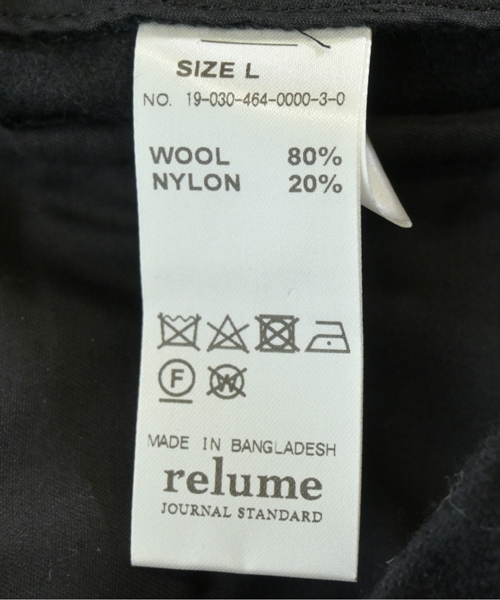 SIZE L
NO. 19-030-464-0000-3-0
WOOL 80%
NYLON 20%
F W
MADE IN BANGLADESH
relume
JOURNAL STANDARD